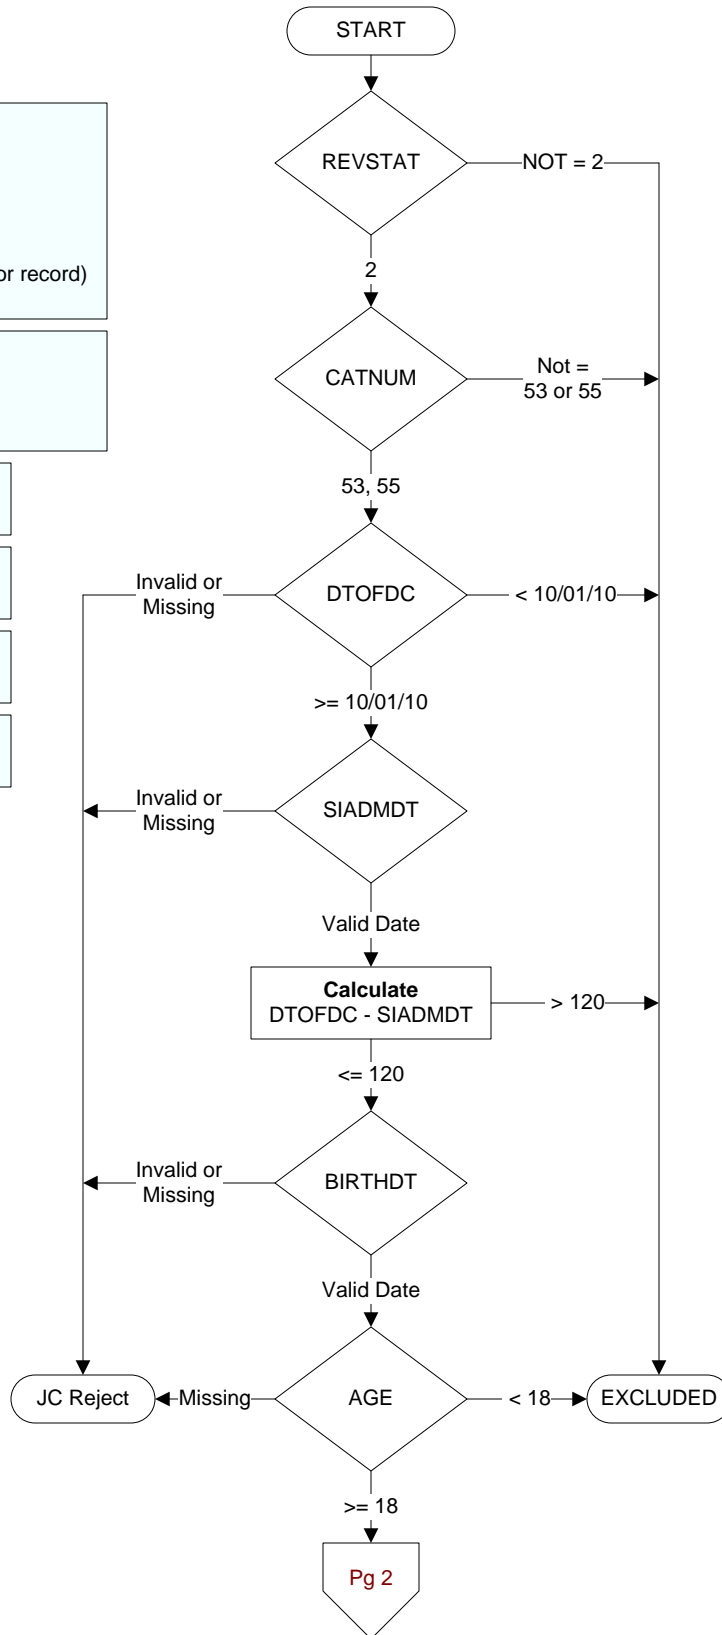 START
REVSTAT
NOT = 2
or record)
2
CATNUM
Not =
53 or 55
53, 55
Invalid or
Missing
DTOFDC
< 10/01/10
>= 10/01/10
Invalid or
Missing
SIADMDT
Valid Date
Calculate
DTOFDC - SIADMDT
> 120
<= 120
Invalid or
Missing
BIRTHDT
Valid Date
JC Reject
Missing
AGE
< 18
EXCLUDED
>= 18
Pg 2